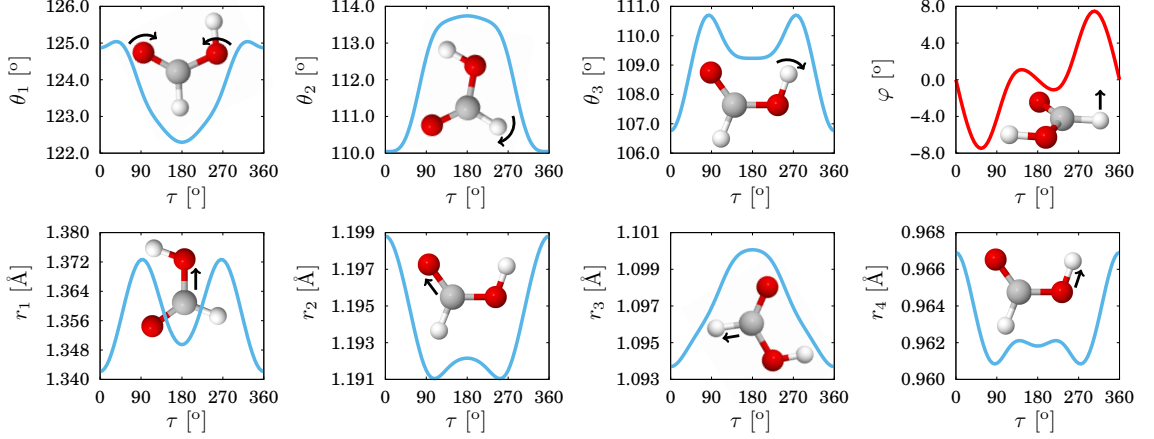 θ₁ [°]
126.0
125.0
124.0
123.0
122.0
0 90 180 270 360
τ [°]
θ₂ [°]
114.0
113.0
112.0
111.0
110.0
0 90 180 270 360
τ [°]
θ₃ [°]
111.0
110.0
109.0
108.0
107.0
106.0
0 90 180 270 360
τ [°]
φ [°]
8.0
4.0
0.0
−4.0
−8.0
0 90 180 270 360
τ [°]
r₁ [Å]
1.380
1.372
1.364
1.356
1.348
1.340
0 90 180 270 360
τ [°]
r₂ [Å]
1.199
1.197
1.195
1.193
1.191
0 90 180 270 360
τ [°]
r₃ [Å]
1.101
1.099
1.097
1.095
1.093
0 90 180 270 360
τ [°]
r₄ [Å]
0.968
0.966
0.964
0.962
0.960
0 90 180 270 360
τ [°]